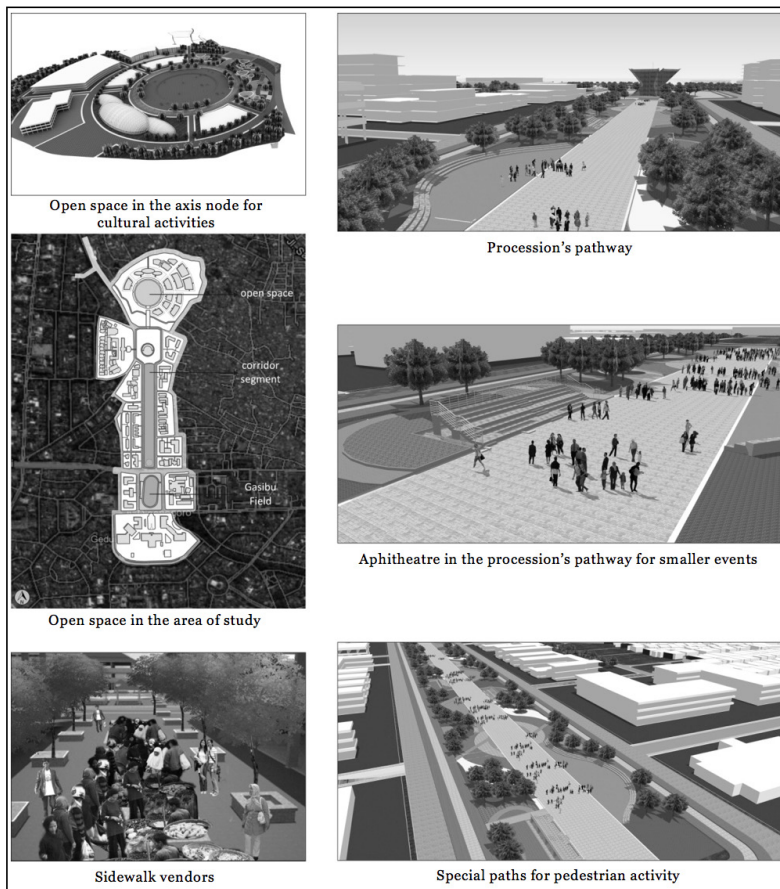 Open space in the axis node for
cultural activities
Procession's pathway
open space
corridor
segment
Gasibu
Field
Open space in the area of study
Aphitheatre in the procession's pathway for smaller events
Sidewalk vendors
Special paths for pedestrian activity